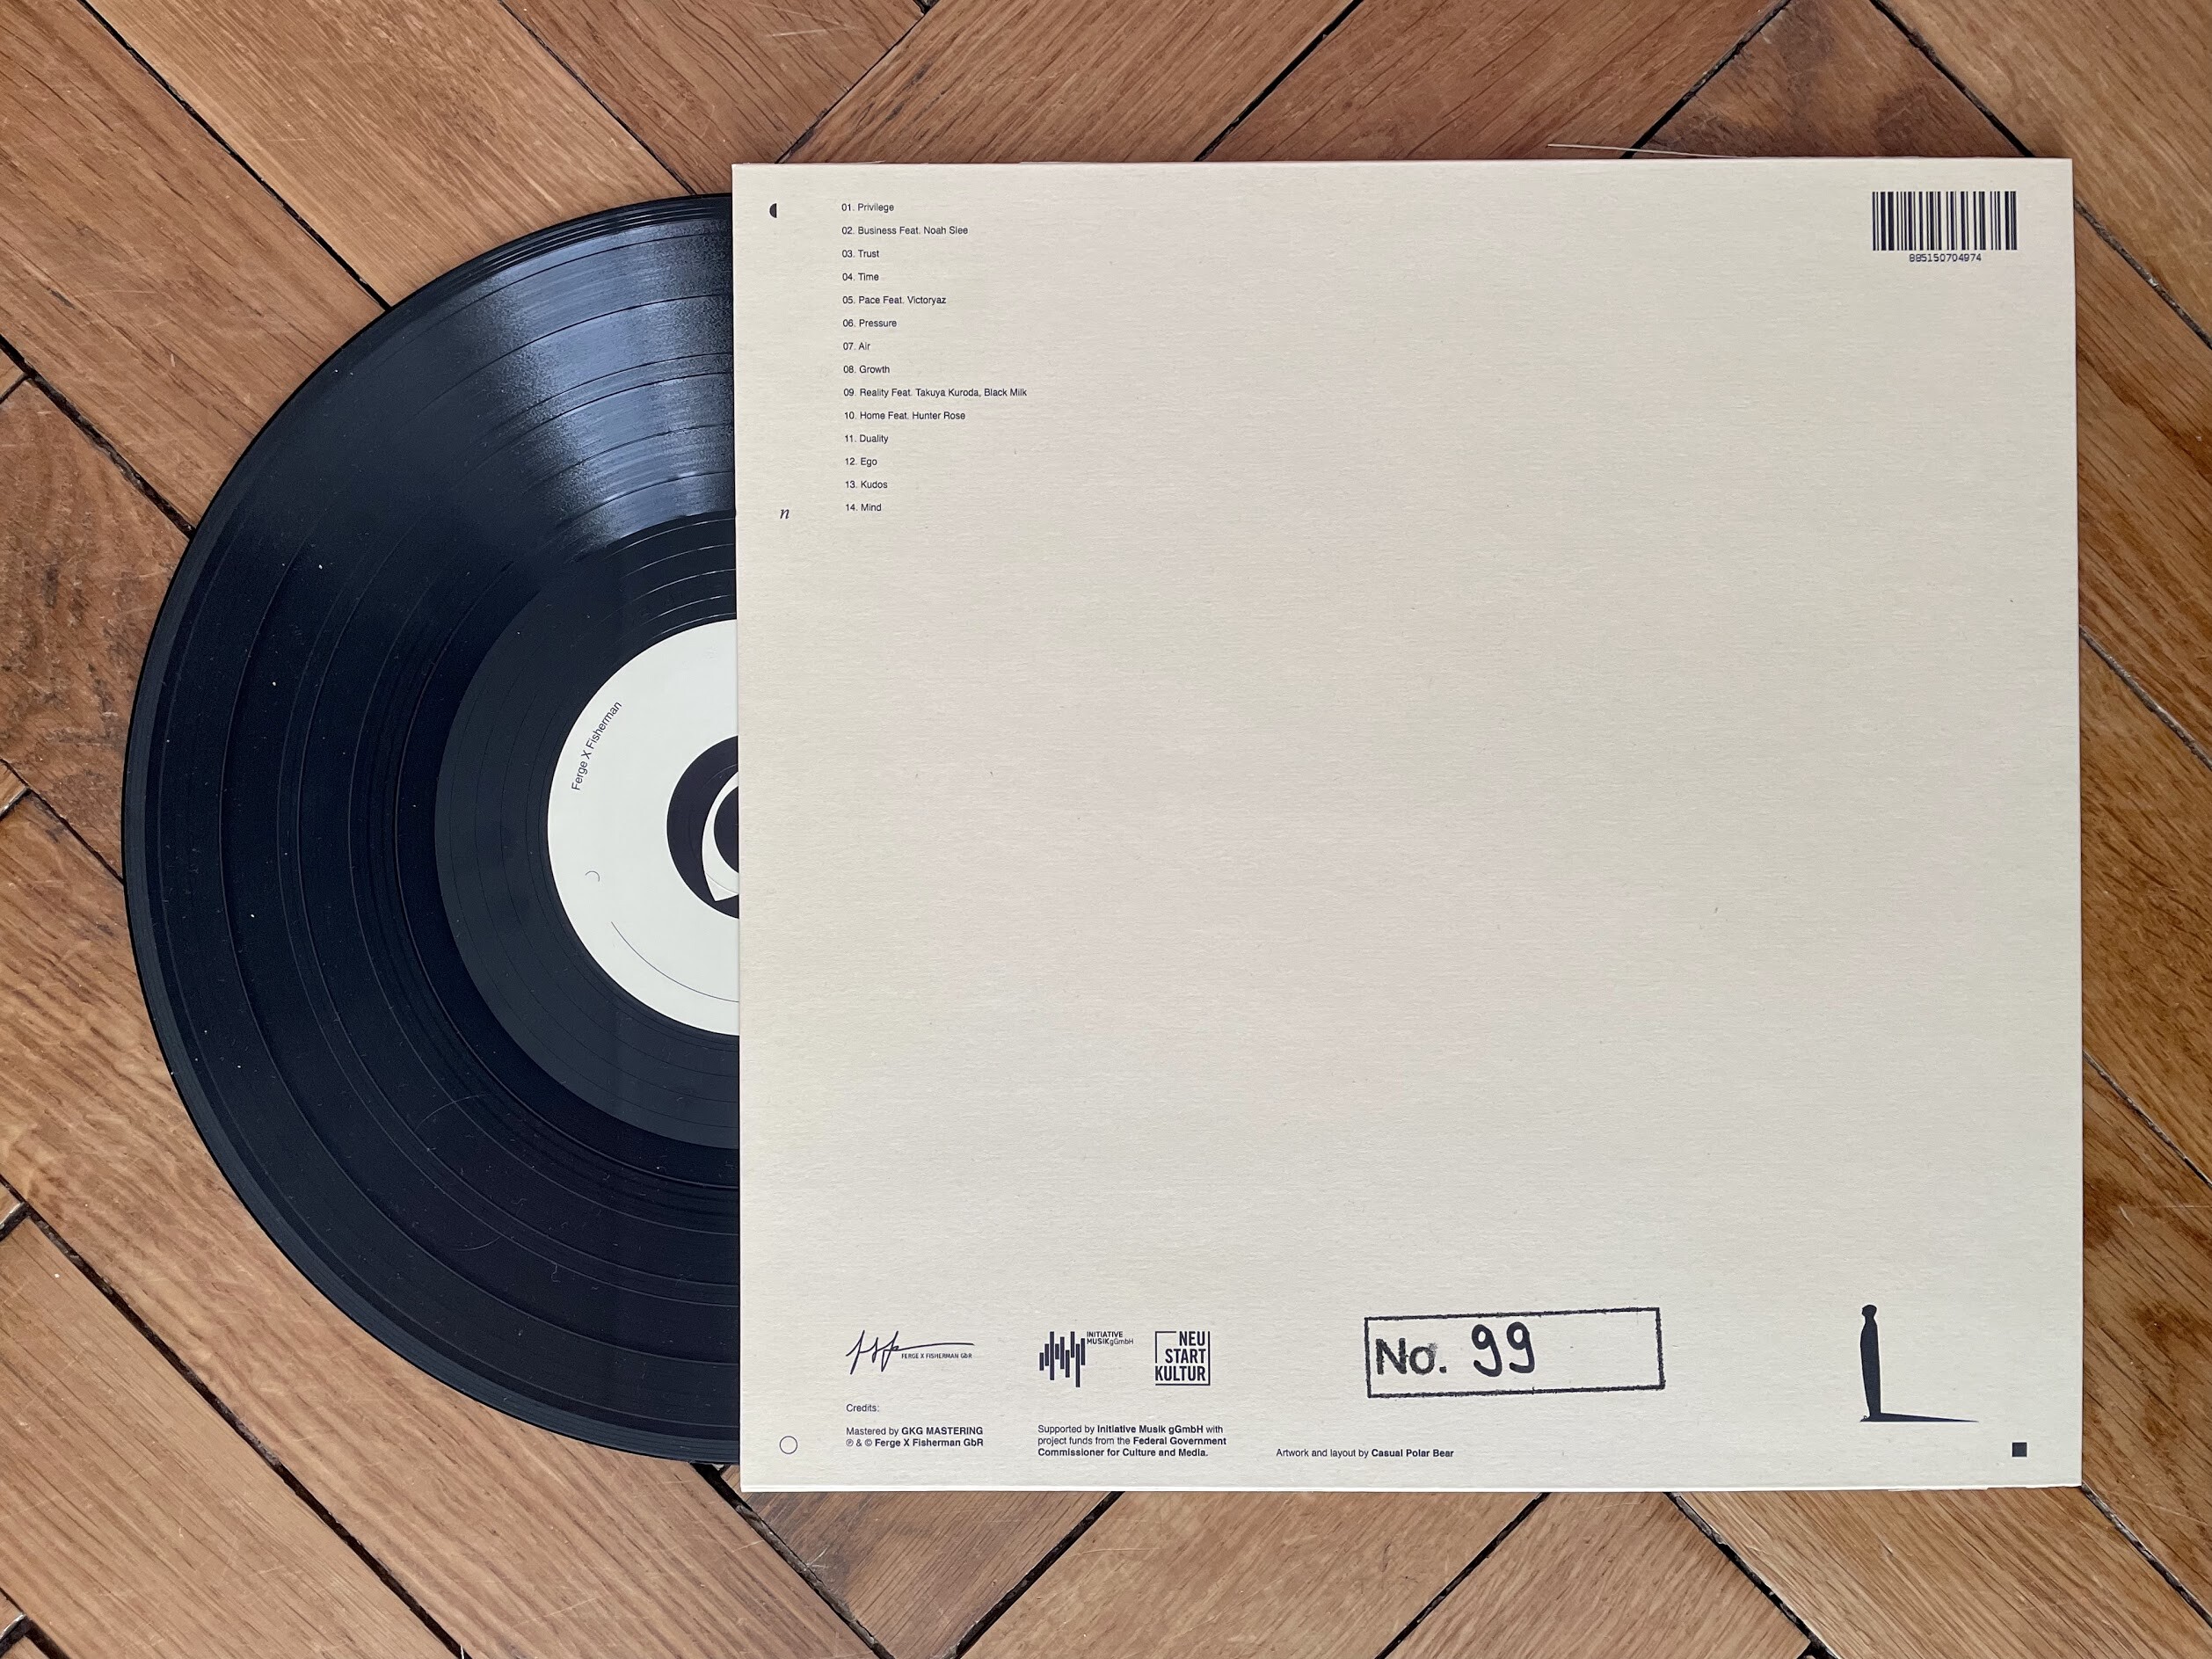 01. Privilege
02. Business Feat. Noah Slee
03. Trust
04. Time
05. Pace Feat. Victoryaz
06. Pressure
07. Air
08. Growth
09. Reality Feat. Takuya Kuroda, Black Milk
10. Home Feat. Hunter Rose
11. Duality
12. Ego
13. Kudos
14. Mind
n
885150704974
Ferge X Fisherman
FERGE X FISHERMAN GbR
INITIATIVE
MUSIKgGmbH
NEU
START
KULTUR
No. 99
Credits:
Mastered by GKG MASTERING
℗ & © Ferge X Fisherman GbR
Supported by Initiative Musik gGmbH with
project funds from the Federal Government
Commissioner for Culture and Media.
Artwork and layout by Casual Polar Bear